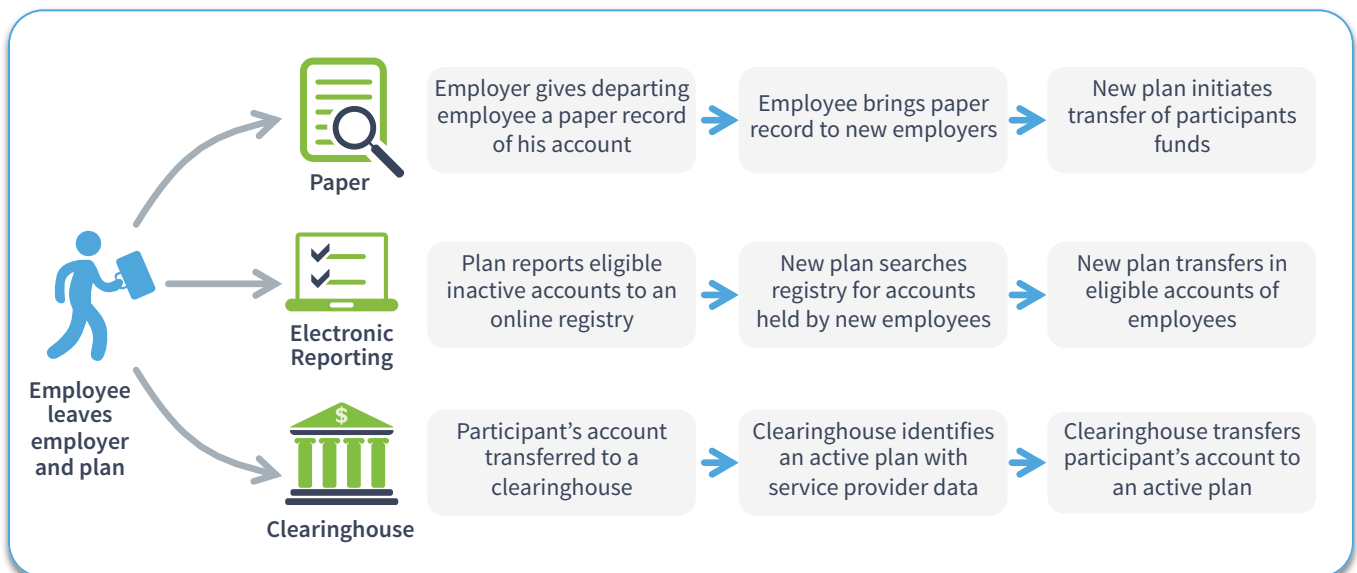 Employer gives departing
employee a paper record
of his account
Employee brings paper
record to new employers
New plan initiates
transfer of participants
funds
Paper
Plan reports eligible
inactive accounts to an
online registry
New plan searches
registry for accounts
held by new employees
New plan transfers in
eligible accounts of
employees
Electronic
Reporting
Employee
leaves
employer
and plan
$
Participant’s account
transferred to a
clearinghouse
Clearinghouse identifies
an active plan with
service provider data
Clearinghouse transfers
participant’s account to
an active plan
Clearinghouse